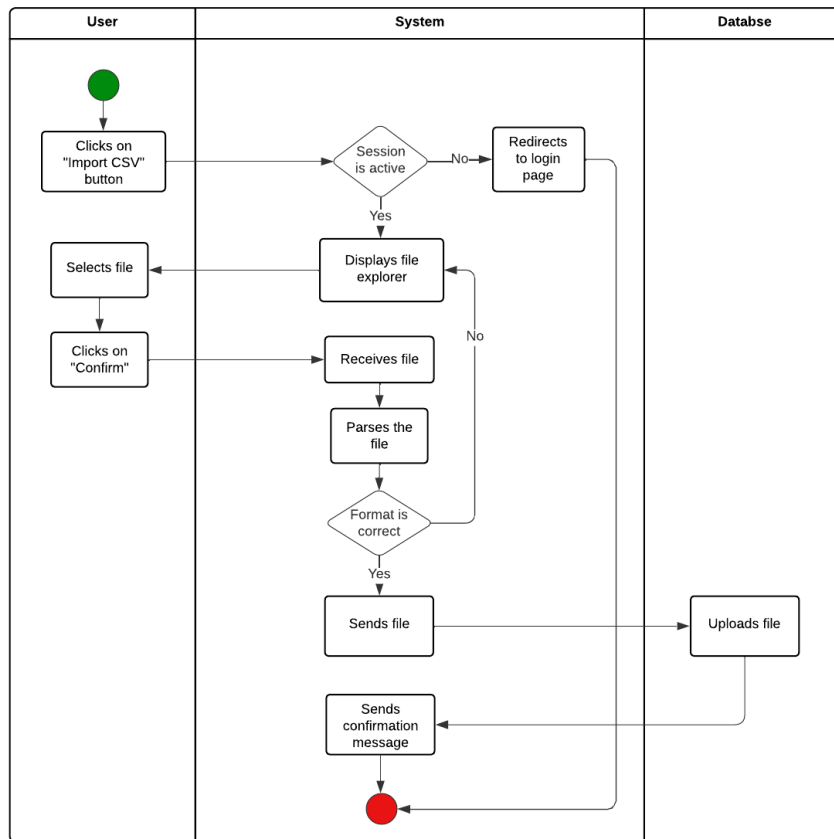 User
System
Databse
Clicks on
"Import CSV"
button
Session
is active
No
Redirects
to login
page
Yes
Selects file
Displays file
explorer
No
Clicks on
"Confirm"
Receives file
Parses the
file
Format is
correct
Yes
Sends file
Uploads file
Sends
confirmation
message